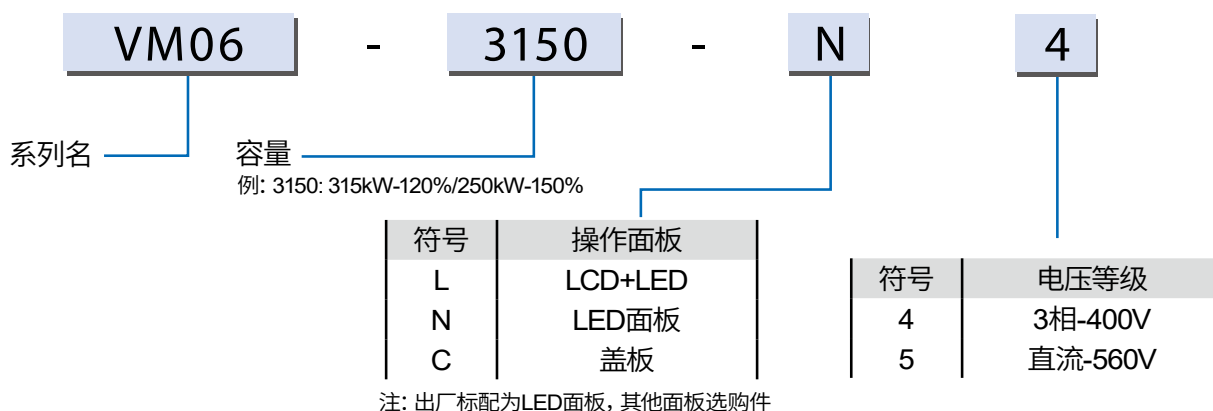 VM06 - 3150 - N 4
系列名 容量
例: 3150: 315kW-120%/250kW-150%
符号 操作面板
L LCD+LED
N LED面板
C 盖板
符号 电压等级
4 3相-400V
5 直流-560V
注: 出厂标配为LED面板, 其他面板选购件